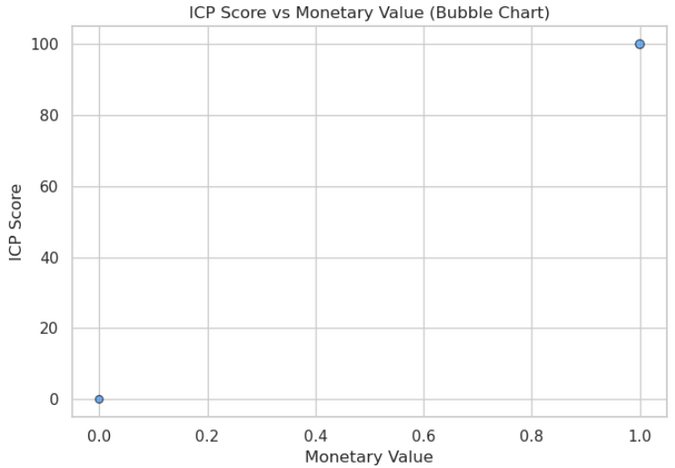 ICP Score vs Monetary Value (Bubble Chart)
100
80
60
40
20
0
ICP Score
0.0 0.2 0.4 0.6 0.8 1.0
Monetary Value